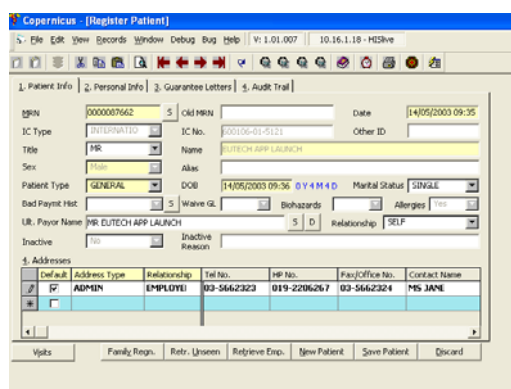 Copernicus - [Register Patient]
File Edit View Records Window Debug Bug Help V: 1.01.007 10.16.1.18 - HISlive
1. Patient Info 2. Personal Info 3. Guarantee Letters 4. Audit Trail
MRN 0000087662 S Old MRN Date 14/05/2003 09:35
IC Type INTERNATIO IC No. 600106-01-5121 Other ID
Title MR Name EUTECH APP LAUNCH
Sex Male Alias
Patient Type GENERAL DOB 14/05/2003 09:36 0Y4M4D Marital Status SINGLE
Bad Paymt Hist S Waive GL Biohazards Allergies Yes
Ult. Payor Name MR EUTECH APP LAUNCH S D Relationship SELF
Inactive No Inactive Reason
4. Addresses
Default Address Type Relationship Tel No. HP No. Fax/Office No. Contact Name
ADMIN EMPLOYE 03-5662323 019-2206267 03-5662324 MS JANE
Visits Family Regn. Retr. Unseen Retrieve Emp. New Patient Save Patient Discard